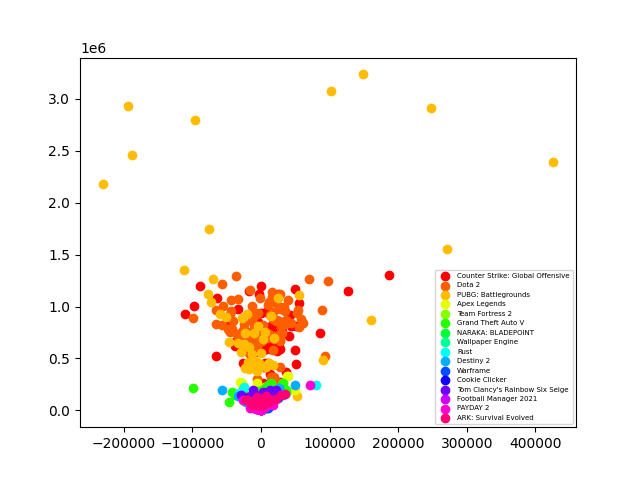 1e6
3.0
2.5
2.0
1.5
1.0
0.5
0.0
−200000 −100000 0 100000 200000 300000 400000
Counter Strike: Global Offensive
Dota 2
PUBG: Battlegrounds
Apex Legends
Team Fortress 2
Grand Theft Auto V
NARAKA: BLADEPOINT
Wallpaper Engine
Rust
Destiny 2
Warframe
Cookie Clicker
Tom Clancy's Rainbow Six Seige
Football Manager 2021
PAYDAY 2
ARK: Survival Evolved